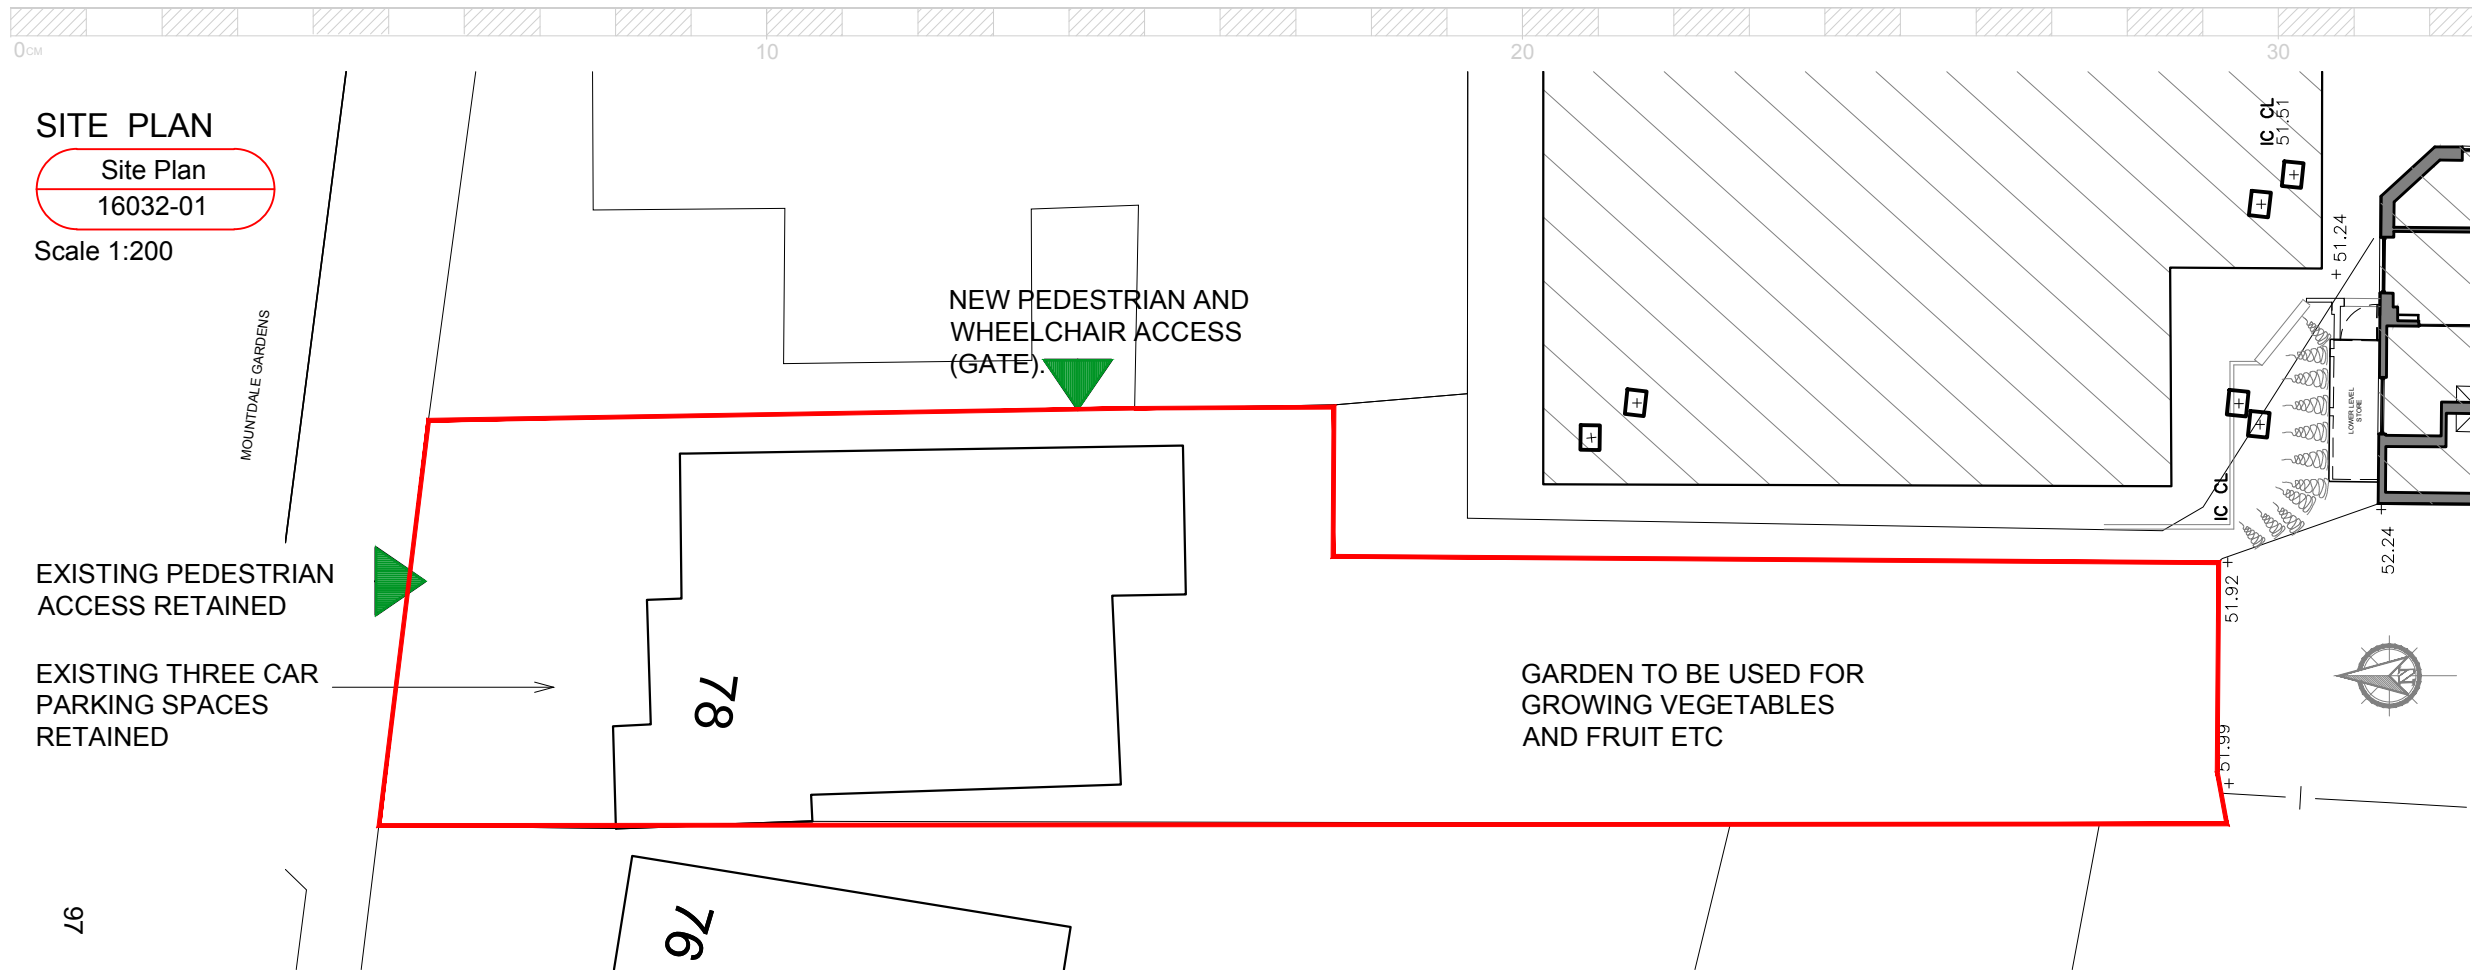 0CM 10 20 30
SITE PLAN
Site Plan
16032-01
Scale 1:200
MOUNTDALE GARDENS
NEW PEDESTRIAN AND
WHEELCHAIR ACCESS
(GATE).
EXISTING PEDESTRIAN
ACCESS RETAINED
EXISTING THREE CAR
PARKING SPACES
RETAINED
78
76
97
GARDEN TO BE USED FOR
GROWING VEGETABLES
AND FRUIT ETC
IC CL
51.51
51.24
LOWER LEVEL
STORE
IC CL
51.92
52.24
51.99
N